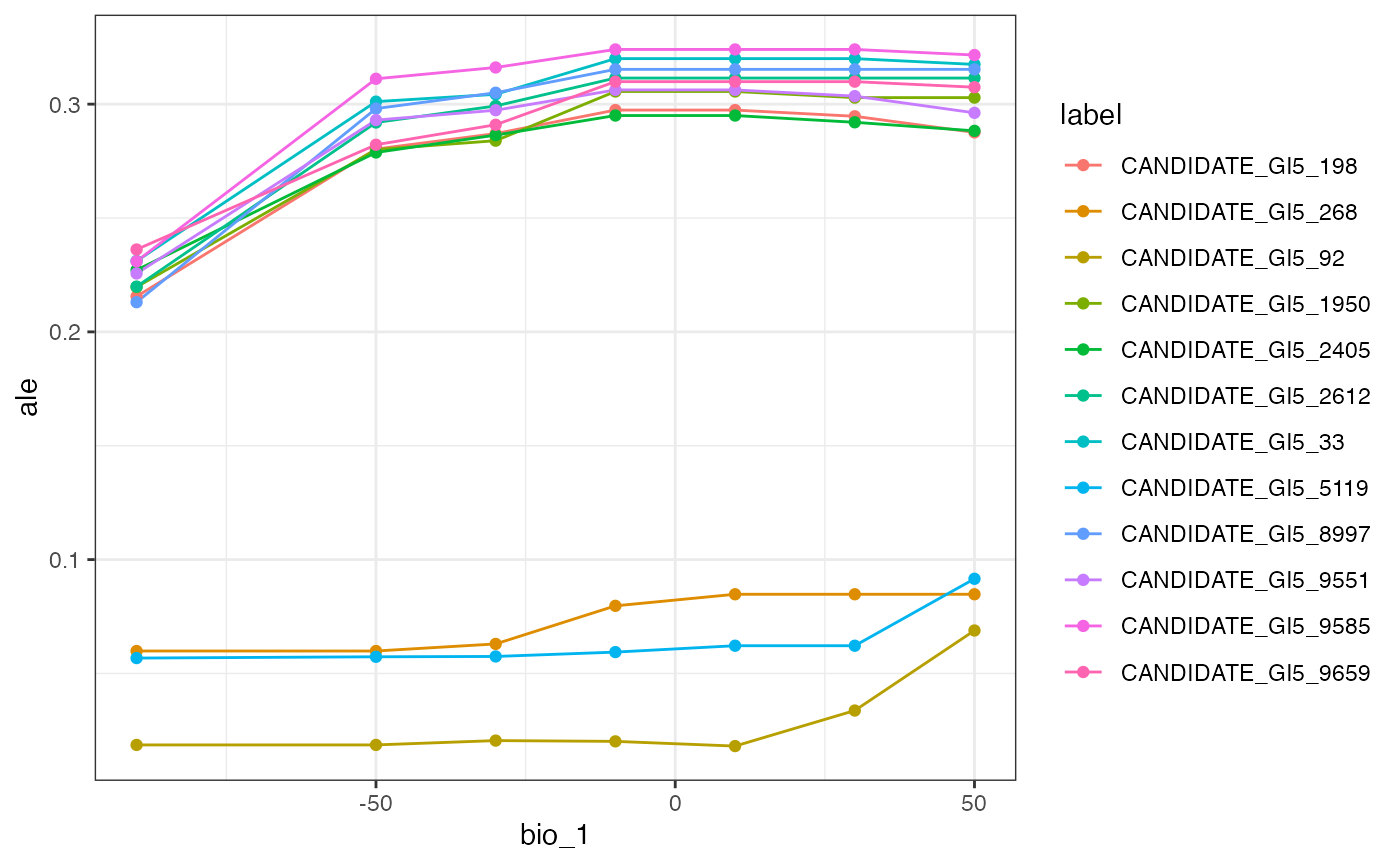 0.3
0.2
0.1
ale
-50
0
50
bio_1
label
CANDIDATE_GI5_198
CANDIDATE_GI5_268
CANDIDATE_GI5_92
CANDIDATE_GI5_1950
CANDIDATE_GI5_2405
CANDIDATE_GI5_2612
CANDIDATE_GI5_33
CANDIDATE_GI5_5119
CANDIDATE_GI5_8997
CANDIDATE_GI5_9551
CANDIDATE_GI5_9585
CANDIDATE_GI5_9659